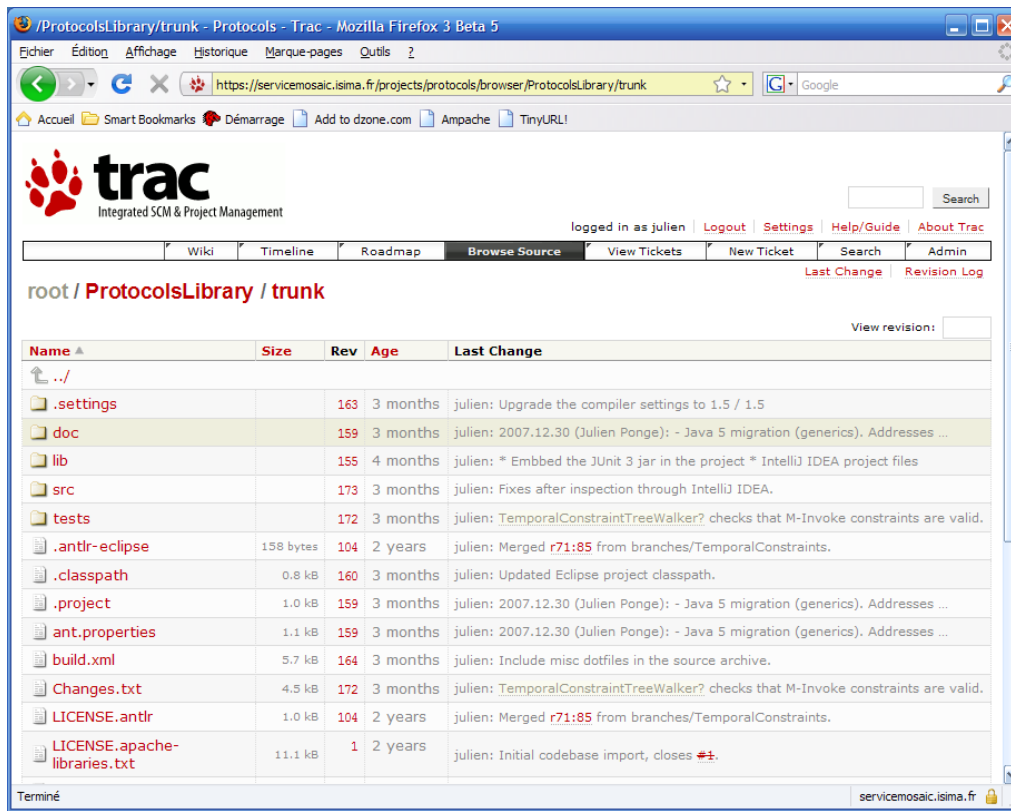 /ProtocolsLibrary/trunk - Protocols - Trac - Mozilla Firefox 3 Beta 5
Fichier Édition Affichage Historique Marque-pages Outils ?
https://servicemosaic.isima.fr/projects/protocols/browser/ProtocolsLibrary/trunk G Google
Accueil Smart Bookmarks Démarrage Add to dzone.com Ampache TinyURL!
trac
Integrated SCM & Project Management
Search
logged in as julien Logout Settings Help/Guide About Trac
Wiki Timeline Roadmap Browse Source View Tickets New Ticket Search Admin
Last Change Revision Log
root / ProtocolsLibrary / trunk
View revision:
Name Size Rev Age Last Change
../
.settings 163 3 months julien: Upgrade the compiler settings to 1.5 / 1.5
doc 159 3 months julien: 2007.12.30 (Julien Ponge): - Java 5 migration (generics). Addresses ...
lib 155 4 months julien: * Embbed the JUnit 3 jar in the project * IntelliJ IDEA project files
src 173 3 months julien: Fixes after inspection through IntelliJ IDEA.
tests 172 3 months julien: TemporalConstraintTreeWalker? checks that M-Invoke constraints are valid.
.antlr-eclipse 158 bytes 104 2 years julien: Merged r71:85 from branches/TemporalConstraints.
.classpath 0.8 kB 160 3 months julien: Updated Eclipse project classpath.
.project 1.0 kB 159 3 months julien: 2007.12.30 (Julien Ponge): - Java 5 migration (generics). Addresses ...
ant.properties 1.1 kB 159 3 months julien: 2007.12.30 (Julien Ponge): - Java 5 migration (generics). Addresses ...
build.xml 5.7 kB 164 3 months julien: Include misc dotfiles in the source archive.
Changes.txt 4.5 kB 172 3 months julien: TemporalConstraintTreeWalker? checks that M-Invoke constraints are valid.
LICENSE.antlr 1.0 kB 104 2 years julien: Merged r71:85 from branches/TemporalConstraints.
LICENSE.apache-
libraries.txt 11.1 kB 1 2 years julien: Initial codebase import, closes #1.
Terminé servicemosaic.isima.fr